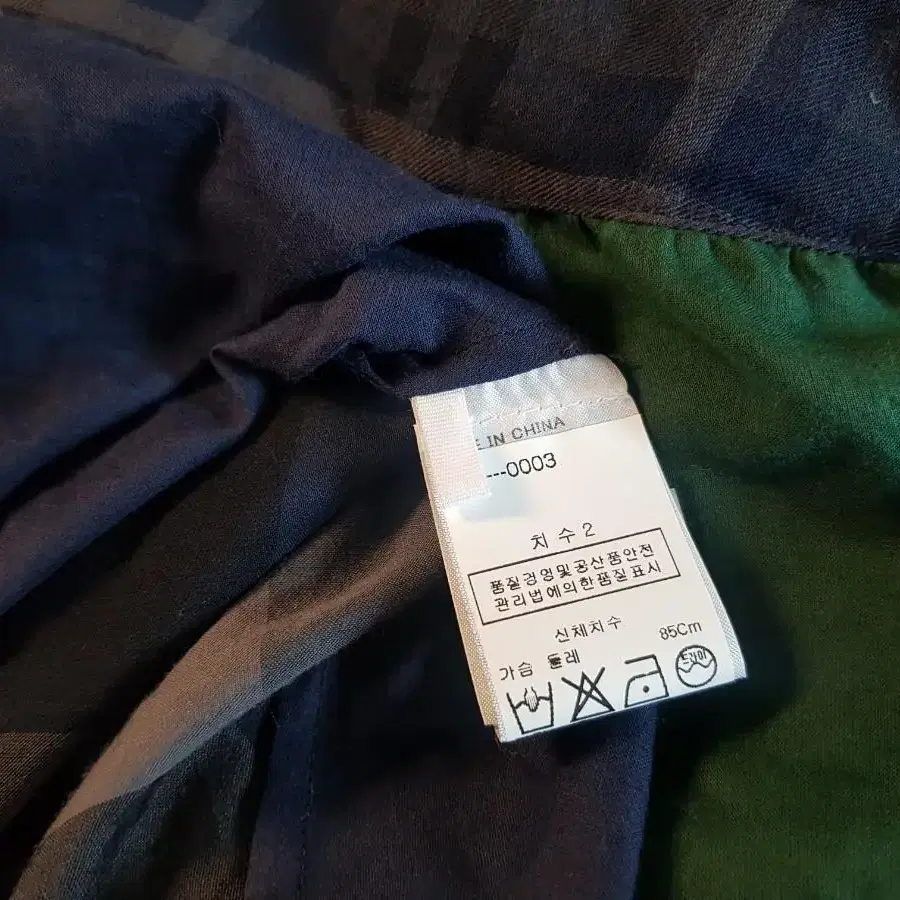 E IN CHINA
---0003
치수 2
품질경영및공산품안전
관리법에의한품질표시
신체치수
가슴 둘레 85Cm
드라이